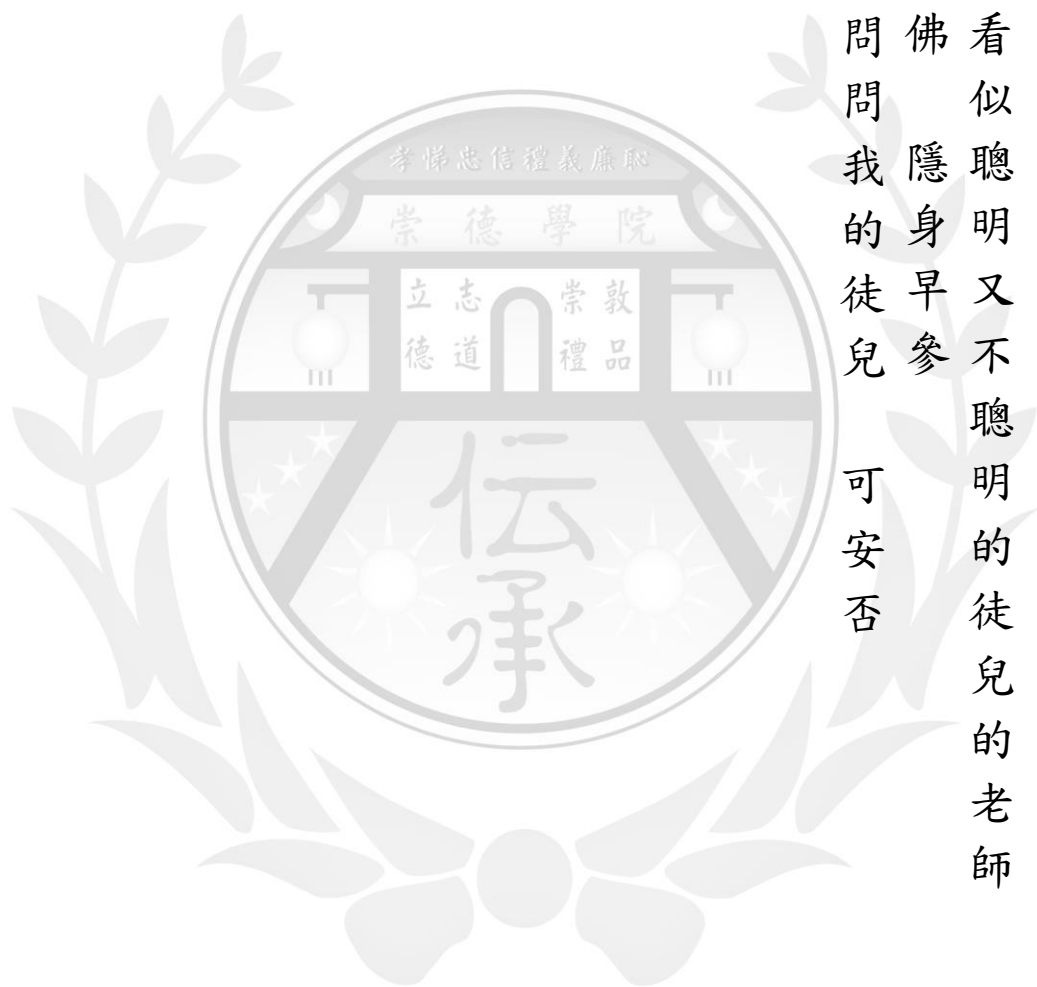 看似聰明又不聰明的徒兒的老師
佛　隱身早參
問問我的徒兒　可安否
孝悌忠信禮義廉恥
崇德學院
立志 崇敦
德道 禮品
伝承